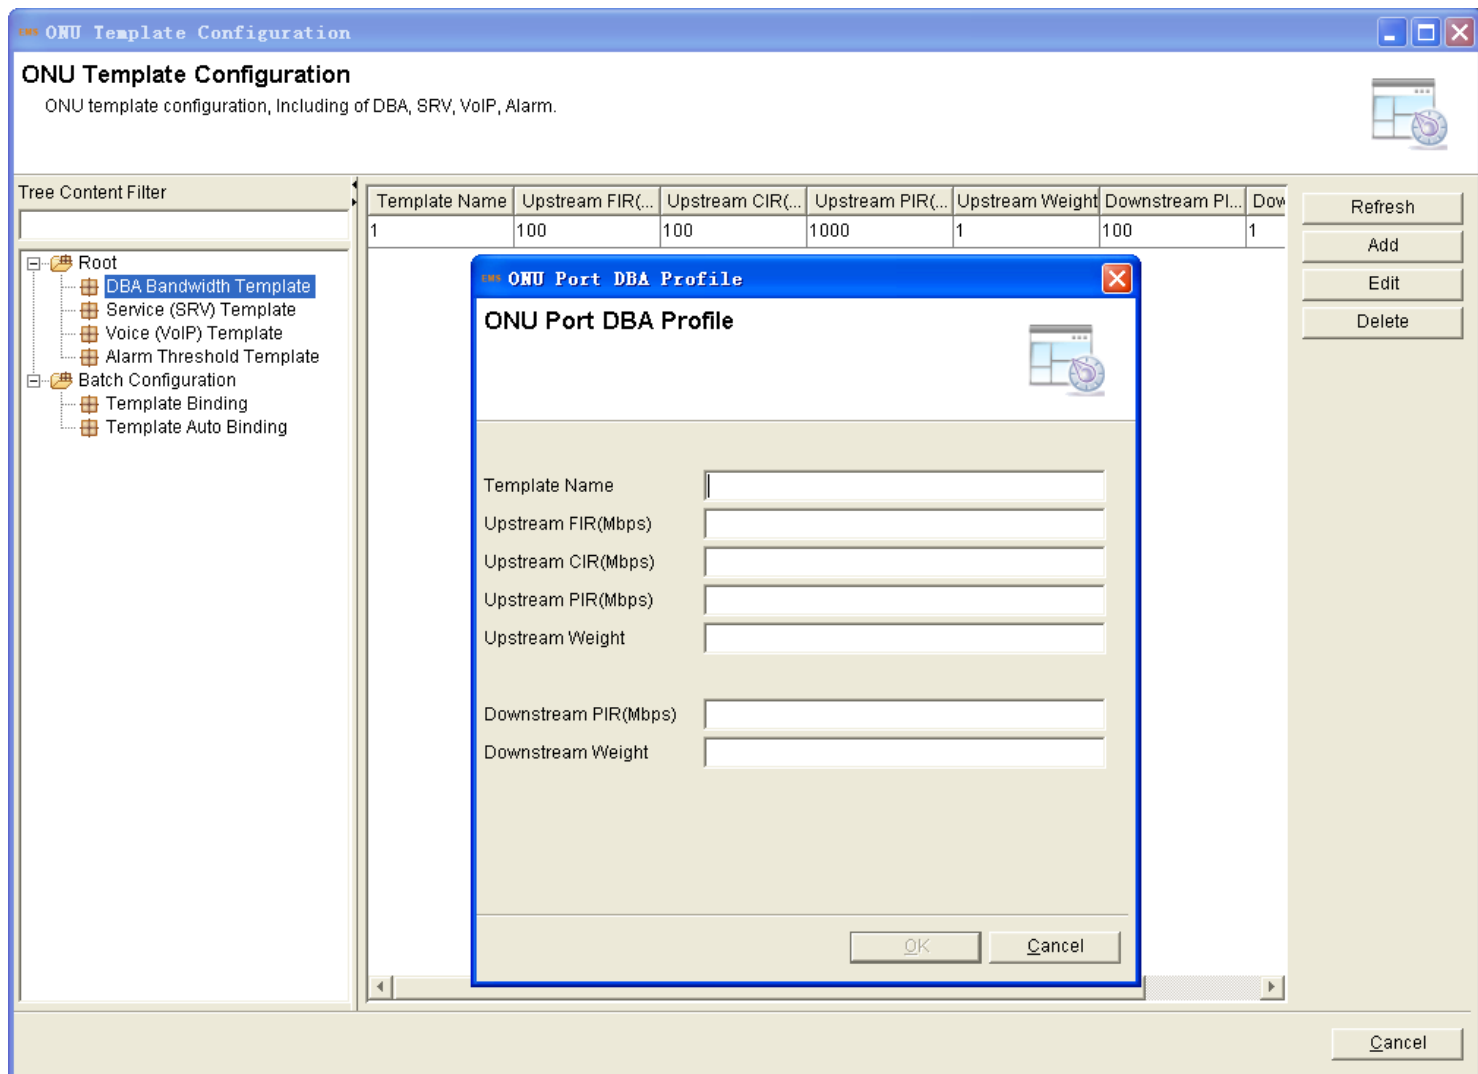 EMS ONU Template Configuration
ONU Template Configuration
ONU template configuration, Including of DBA, SRV, VoIP, Alarm.
Tree Content Filter
Root
DBA Bandwidth Template
Service (SRV) Template
Voice (VoIP) Template
Alarm Threshold Template
Batch Configuration
Template Binding
Template Auto Binding
Template Name Upstream FIR(... Upstream CIR(... Upstream PIR(... Upstream Weight Downstream PI... Dow
1 100 100 1000 1 100 1
Refresh
Add
Edit
Delete
EMS ONU Port DBA Profile
ONU Port DBA Profile
Template Name
Upstream FIR(Mbps)
Upstream CIR(Mbps)
Upstream PIR(Mbps)
Upstream Weight
Downstream PIR(Mbps)
Downstream Weight
OK Cancel
Cancel